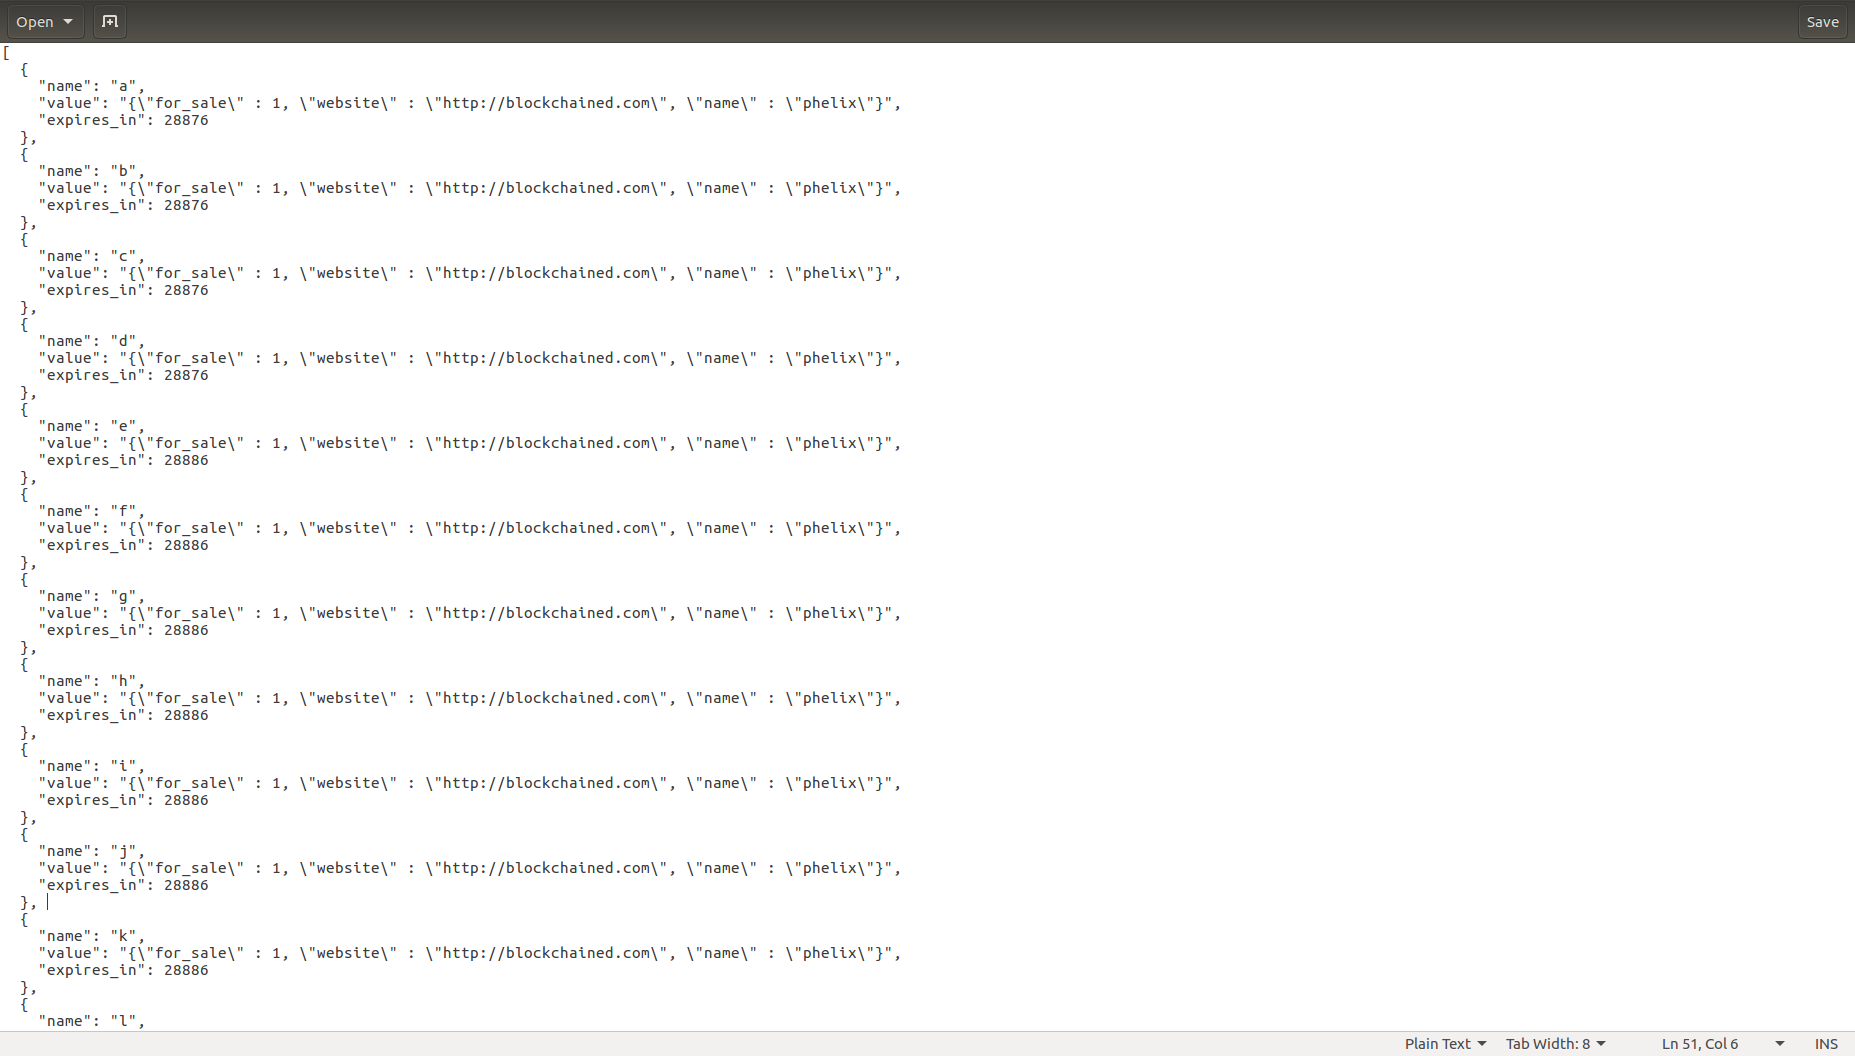 Open
Save
[
  {
    "name": "a",
    "value": "{\"for_sale\" : 1, \"website\" : \"http://blockchained.com\", \"name\" : \"phelix\"}",
    "expires_in": 28876
  },
  {
    "name": "b",
    "value": "{\"for_sale\" : 1, \"website\" : \"http://blockchained.com\", \"name\" : \"phelix\"}",
    "expires_in": 28876
  },
  {
    "name": "c",
    "value": "{\"for_sale\" : 1, \"website\" : \"http://blockchained.com\", \"name\" : \"phelix\"}",
    "expires_in": 28876
  },
  {
    "name": "d",
    "value": "{\"for_sale\" : 1, \"website\" : \"http://blockchained.com\", \"name\" : \"phelix\"}",
    "expires_in": 28876
  },
  {
    "name": "e",
    "value": "{\"for_sale\" : 1, \"website\" : \"http://blockchained.com\", \"name\" : \"phelix\"}",
    "expires_in": 28886
  },
  {
    "name": "f",
    "value": "{\"for_sale\" : 1, \"website\" : \"http://blockchained.com\", \"name\" : \"phelix\"}",
    "expires_in": 28886
  },
  {
    "name": "g",
    "value": "{\"for_sale\" : 1, \"website\" : \"http://blockchained.com\", \"name\" : \"phelix\"}",
    "expires_in": 28886
  },
  {
    "name": "h",
    "value": "{\"for_sale\" : 1, \"website\" : \"http://blockchained.com\", \"name\" : \"phelix\"}",
    "expires_in": 28886
  },
  {
    "name": "i",
    "value": "{\"for_sale\" : 1, \"website\" : \"http://blockchained.com\", \"name\" : \"phelix\"}",
    "expires_in": 28886
  },
  {
    "name": "j",
    "value": "{\"for_sale\" : 1, \"website\" : \"http://blockchained.com\", \"name\" : \"phelix\"}",
    "expires_in": 28886
  },
  {
    "name": "k",
    "value": "{\"for_sale\" : 1, \"website\" : \"http://blockchained.com\", \"name\" : \"phelix\"}",
    "expires_in": 28886
  },
  {
    "name": "l",
Plain Text Tab Width: 8 Ln 51, Col 6 INS